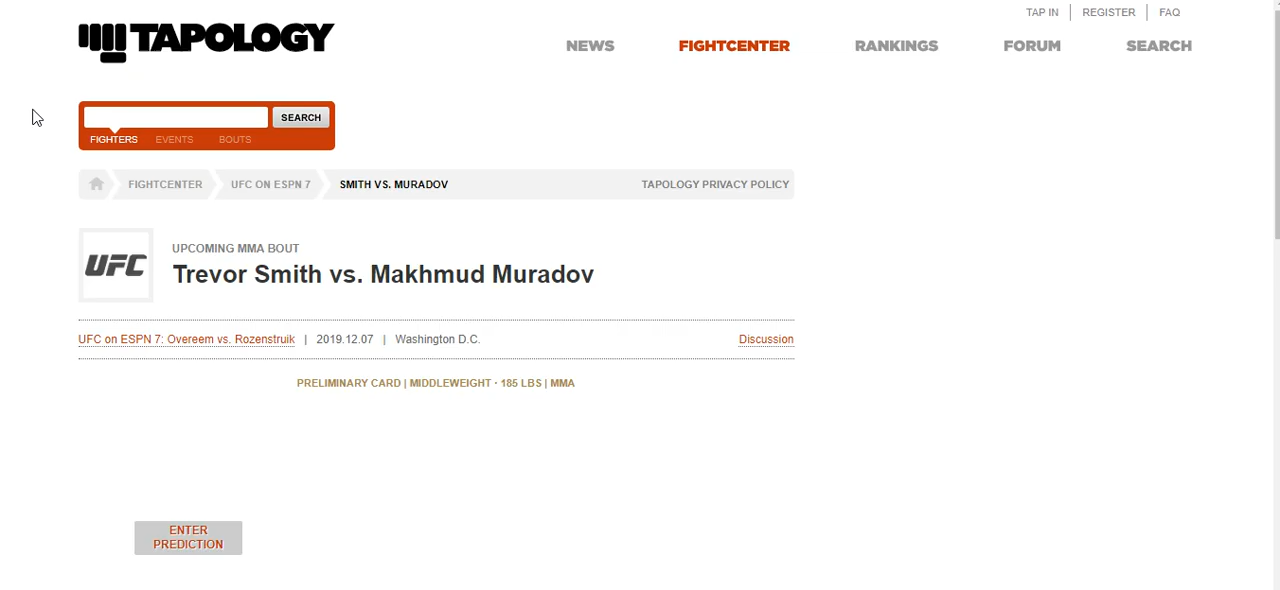 TAP IN | REGISTER | FAQ
TAPOLOGY
NEWS FIGHTCENTER RANKINGS FORUM SEARCH
SEARCH
FIGHTERS EVENTS BOUTS
FIGHTCENTER UFC ON ESPN 7 SMITH VS. MURADOV TAPOLOGY PRIVACY POLICY
UFC
UPCOMING MMA BOUT
Trevor Smith vs. Makhmud Muradov
UFC on ESPN 7: Overeem vs. Rozenstruik | 2019.12.07 | Washington D.C. Discussion
PRELIMINARY CARD | MIDDLEWEIGHT · 185 LBS | MMA
ENTER
PREDICTION